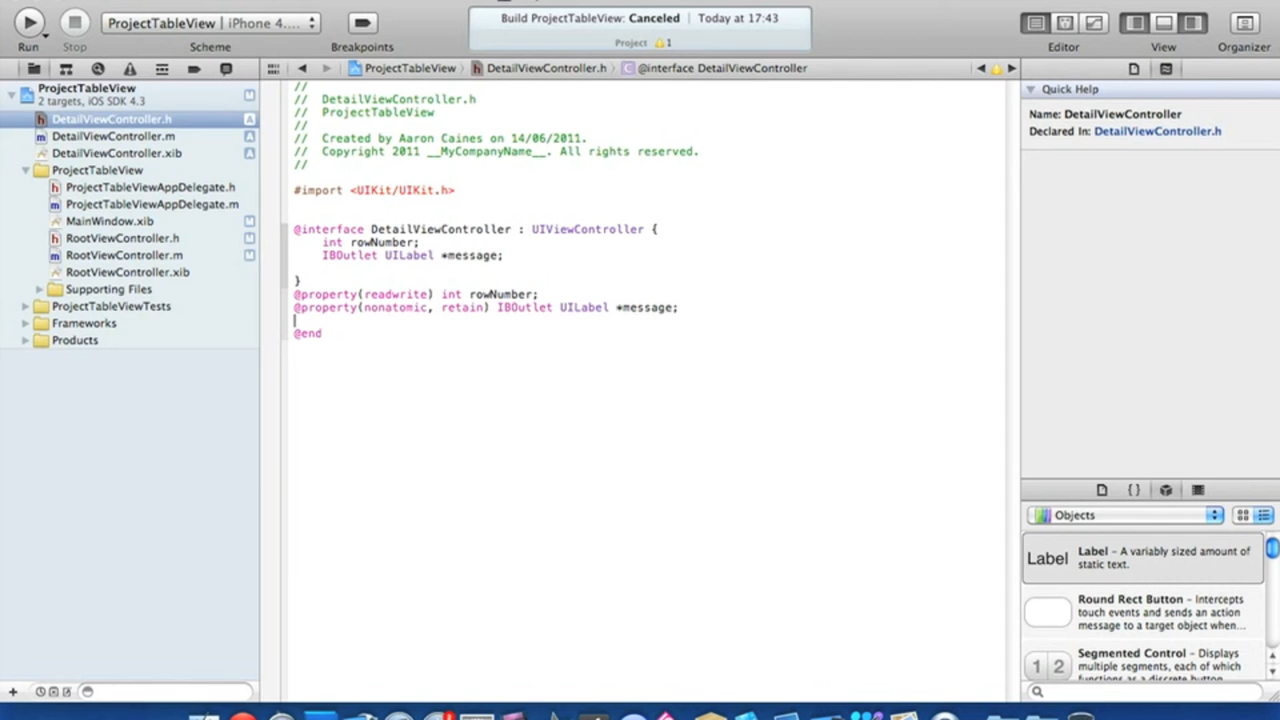 Build ProjectTableView: Canceled | Today at 17:43
ProjectTableView | iPhone 4....
Project 1
Run
Stop
Scheme
Breakpoints
Editor
View
Organizer
ProjectTableView
DetailViewController.h
@interface DetailViewController
ProjectTableView
2 targets, iOS SDK 4.3
DetailViewController.h A
DetailViewController.m A
DetailViewController.xib A
ProjectTableView
ProjectTableViewAppDelegate.h
ProjectTableViewAppDelegate.m
MainWindow.xib
RootViewController.h
RootViewController.m
RootViewController.xib
Supporting Files
ProjectTableViewTests
Frameworks
Products
//
// DetailViewController.h
// ProjectTableView
//
// Created by Aaron Caines on 14/06/2011.
// Copyright 2011 __MyCompanyName__. All rights reserved.
//
#import <UIKit/UIKit.h>
@interface DetailViewController : UIViewController {
int rowNumber;
IBOutlet UILabel *message;
}
@property(readwrite) int rowNumber;
@property(nonatomic, retain) IBOutlet UILabel *message;
@end
Quick Help
Name: DetailViewController
Declared In: DetailViewController.h
{ }
Objects
Label
Label – A variably sized amount of
static text.
Round Rect Button – Intercepts
touch events and sends an action
message to a target object when...
1 2
Segmented Control – Displays
multiple segments, each of which
functions as a discrete button.